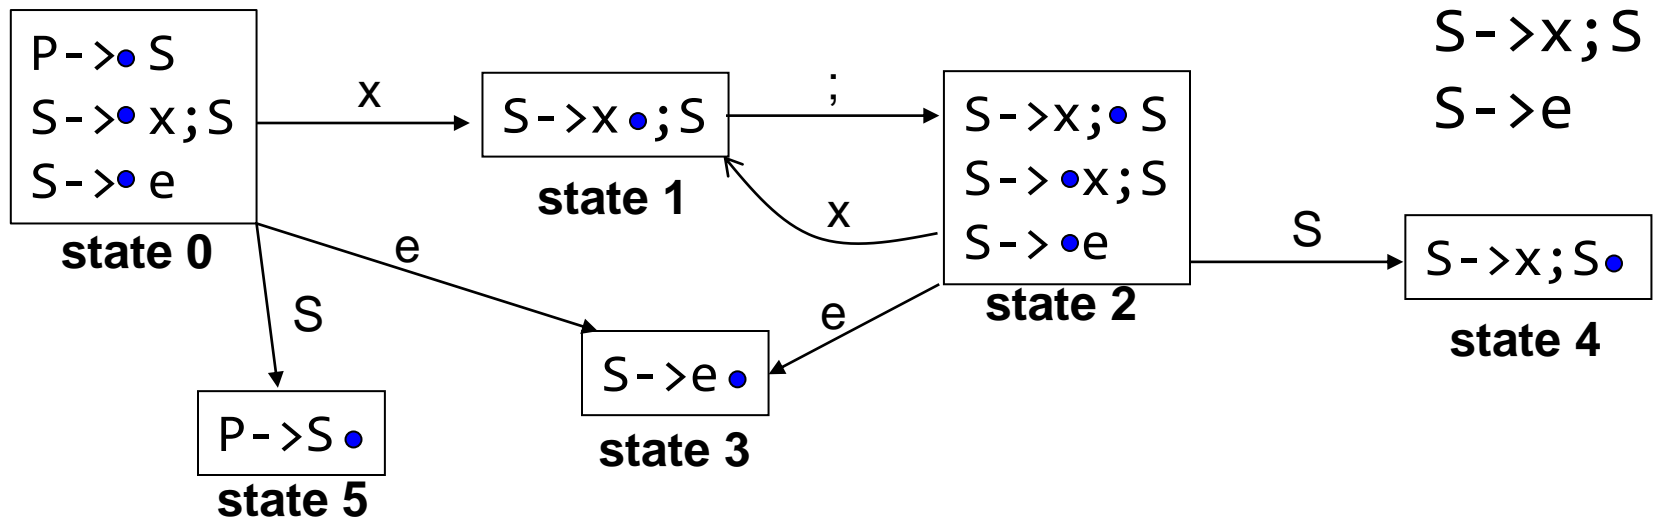 P->• S
S->• x;S
S->• e
state 0
x
S->x •;S
state 1
;
S->x;• S
S-> •x;S
S-> •e
state 2
x
e
S
e
S
S->x;S•
state 4
S->e •
state 3
P->S •
state 5
S->x;S
S->e